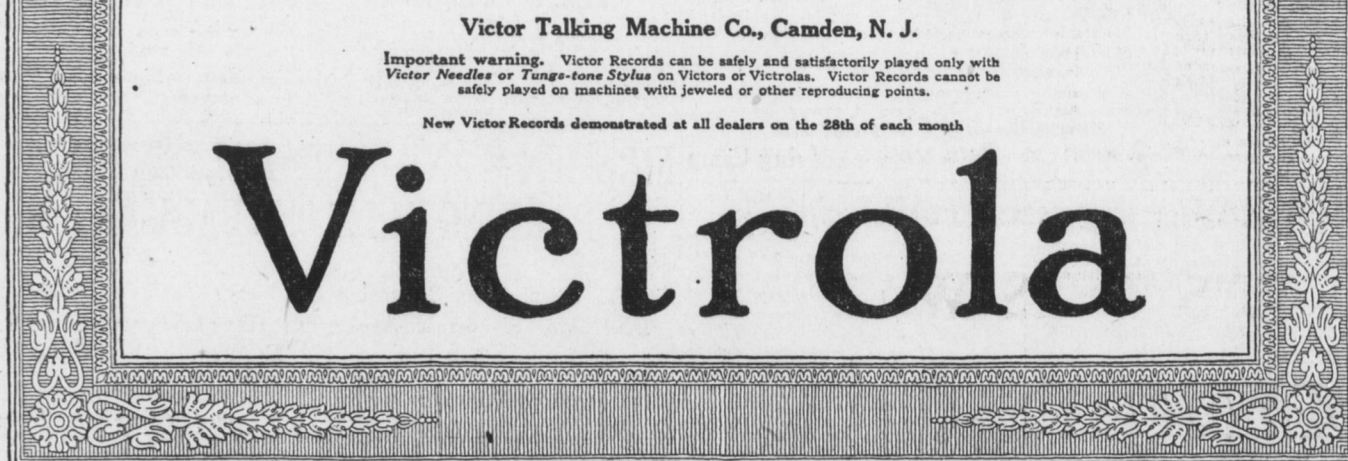 Victor Talking Machine Co., Camden, N. J.
Important warning. Victor Records can be safely and satisfactorily played only with
Victor Needles or Tungs-tone Stylus on Victors or Victrolas. Victor Records cannot be
safely played on machines with jeweled or other reproducing points.
New Victor Records demonstrated at all dealers on the 28th of each month
Victrola